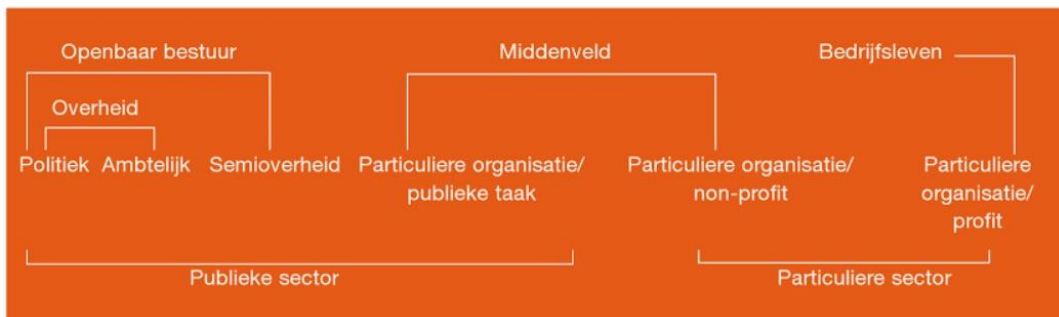 Openbaar bestuur Middenveld Bedrijfsleven
Overheid
Politiek Ambtelijk Semioverheid Particuliere organisatie/ Particuliere organisatie/ Particuliere
publieke taak non-profit organisatie/
profit
Publieke sector Particuliere sector